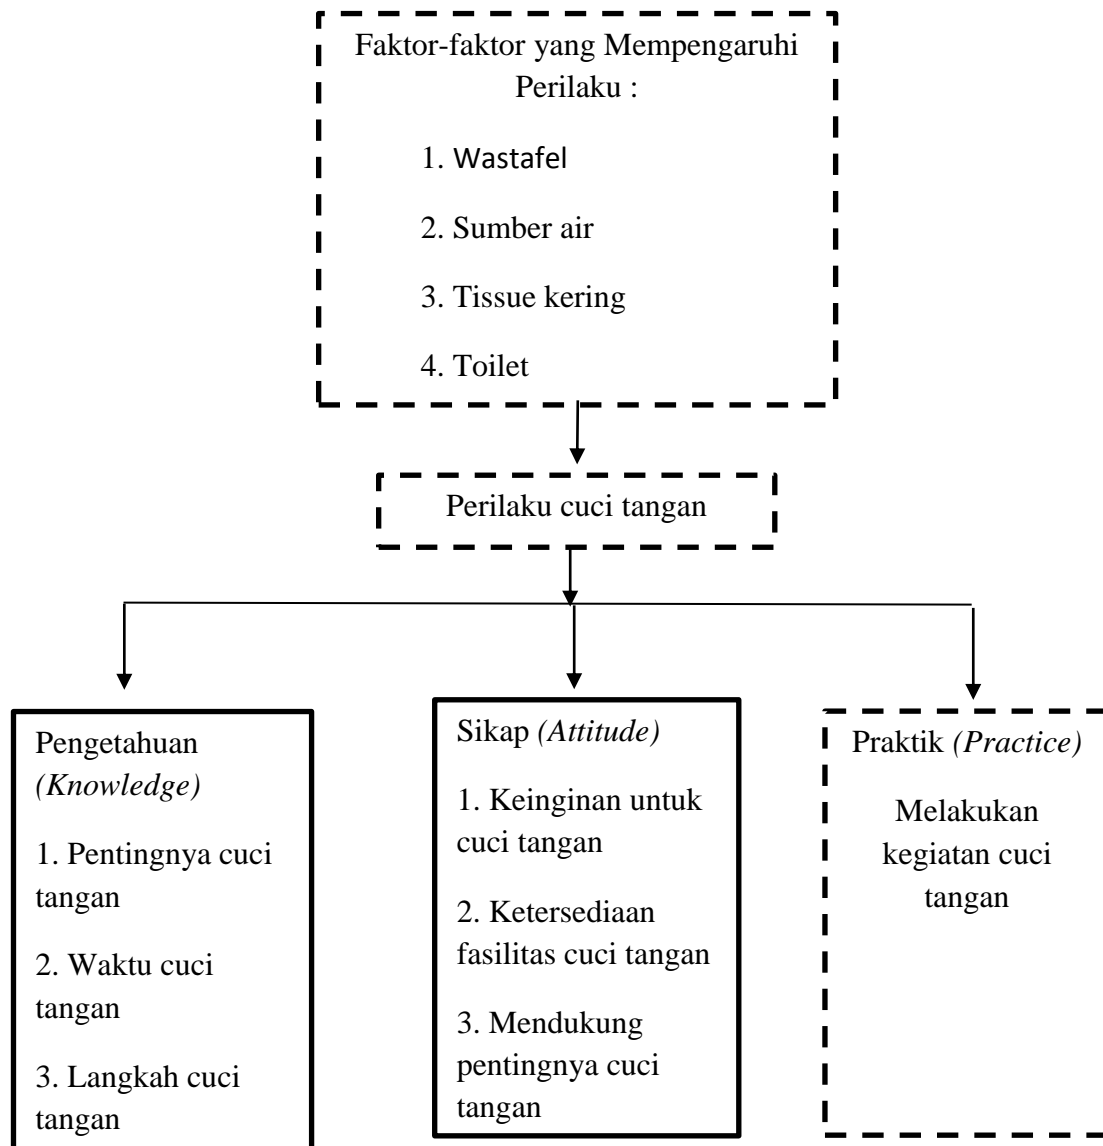 Faktor-faktor yang Mempengaruhi
Perilaku :
1. Wastafel
2. Sumber air
3. Tissue kering
4. Toilet
Perilaku cuci tangan
Pengetahuan
(Knowledge)
1. Pentingnya cuci
tangan
2. Waktu cuci
tangan
3. Langkah cuci
tangan
Sikap (Attitude)
1. Keinginan untuk
cuci tangan
2. Ketersediaan
fasilitas cuci tangan
3. Mendukung
pentingnya cuci
tangan
Praktik (Practice)
Melakukan
kegiatan cuci
tangan